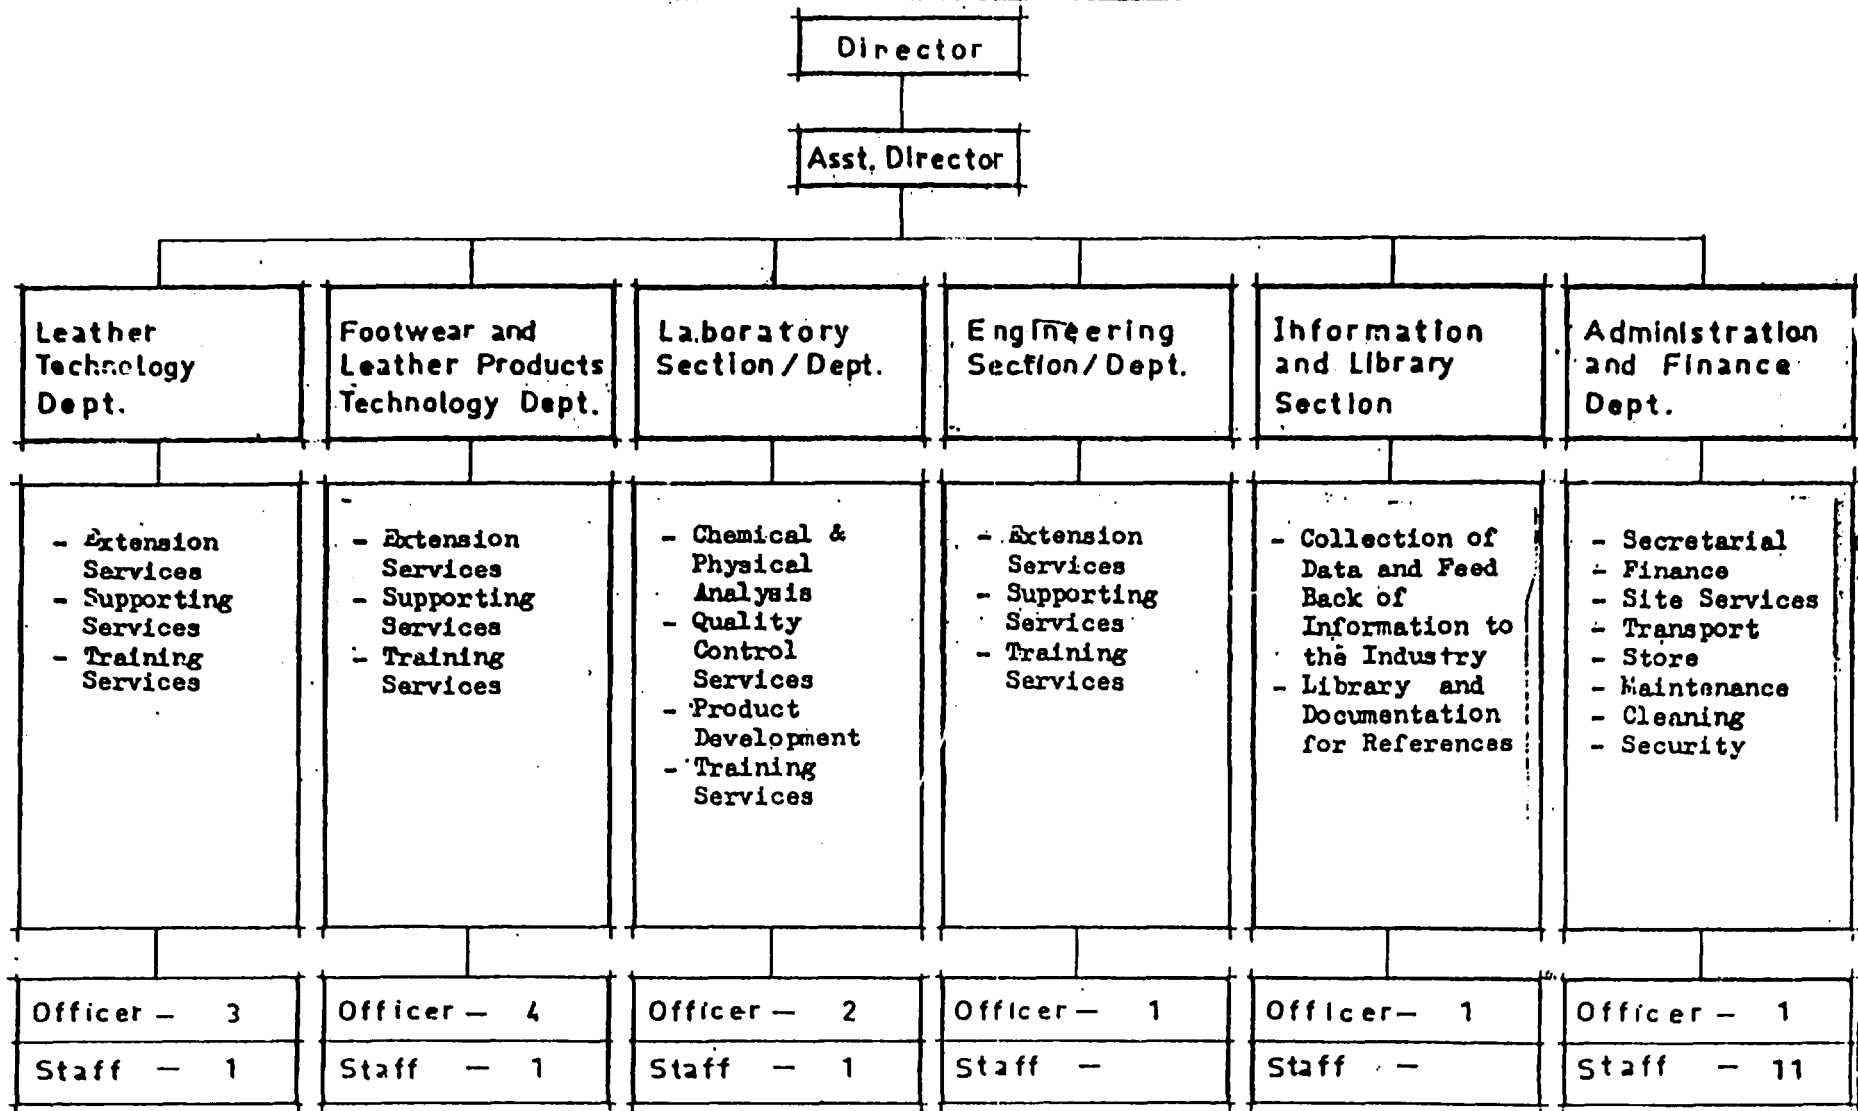 Director
Asst. Director
Leather
Technology
Dept.
Footwear and
Leather Products
Technology Dept.
Laboratory
Section / Dept.
Engineering
Section / Dept.
Information
and Library
Section
Administration
and Finance
Dept.
- Extension
Services
- Supporting
Services
- Training
Services
- Extension
Services
- Supporting
Services
- Training
Services
- Chemical &
Physical
Analysis
- Quality
Control
Services
- Product
Development
- Training
Services
- Extension
Services
- Supporting
Services
- Training
Services
- Collection of
Data and Feed
Back of
Information to
the Industry
- Library and
Documentation
for References
- Secretarial
- Finance
- Site Services
- Transport
- Store
- Maintenance
- Cleaning
- Security
Officer — 3
Staff — 1
Officer — 4
Staff — 1
Officer — 2
Staff — 1
Officer — 1
Staff —
Officer — 1
Staff —
Officer — 1
Staff — 11